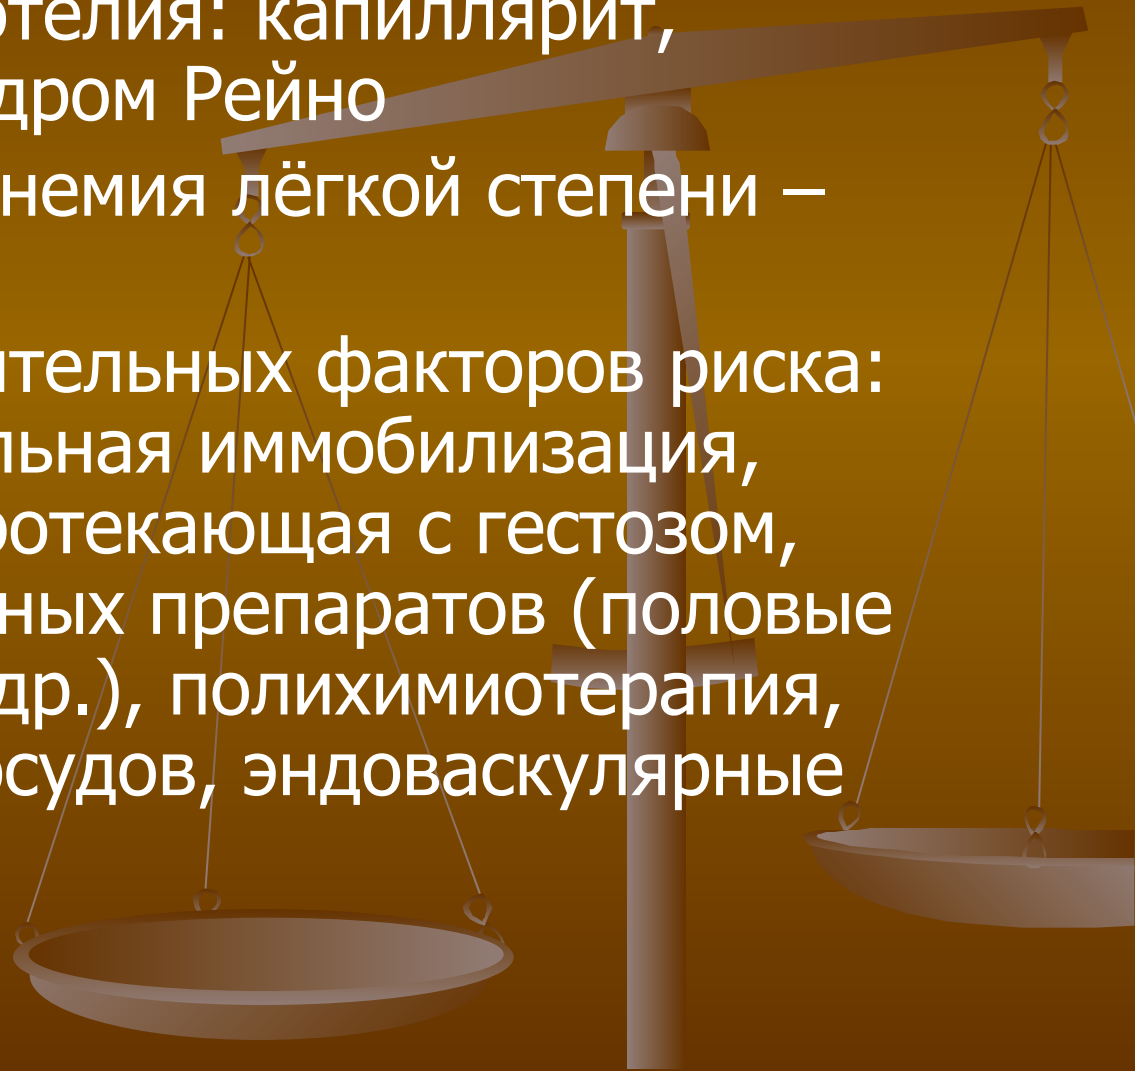 отелия: капиллярит,
дром Рейно
немия лёгкой степени –
ительных факторов риска:
льная иммобилизация,
ротекающая с гестозом,
ных препаратов (половые
др.), полихимиотерапия,
осудов, эндоваскулярные